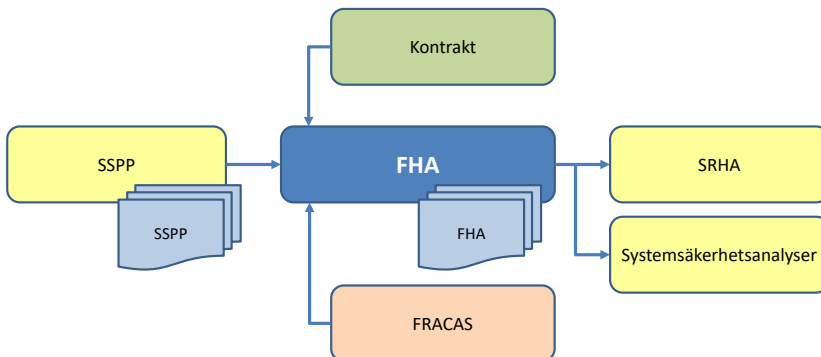 Kontrakt
SSPP
FHA
SRHA
SSPP
FHA
Systemsäkerhetsanalyser
FRACAS